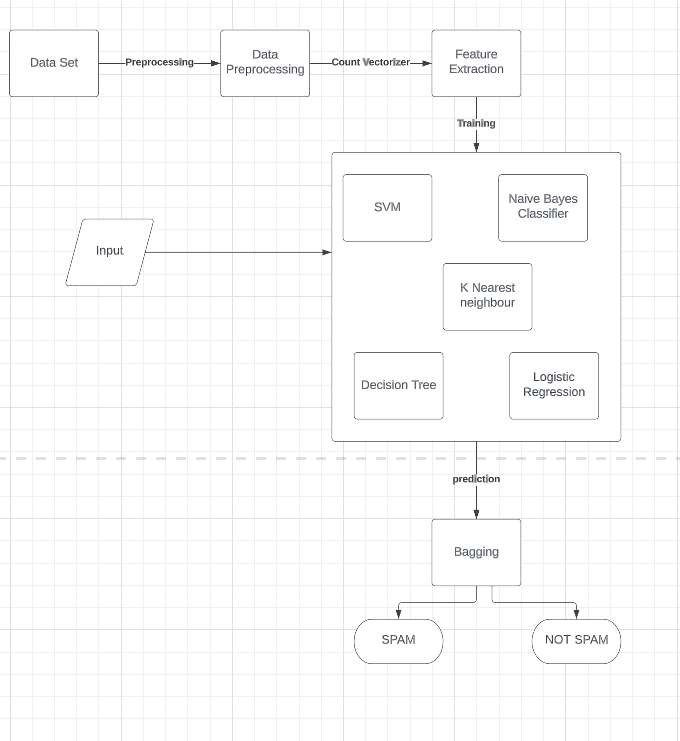 Data Set
Preprocessing
Data
Preprocessing
Count Vectorizer
Feature
Extraction
Training
SVM
Naive Bayes
Classifier
Input
K Nearest
neighbour
Decision Tree
Logistic
Regression
prediction
Bagging
SPAM
NOT SPAM